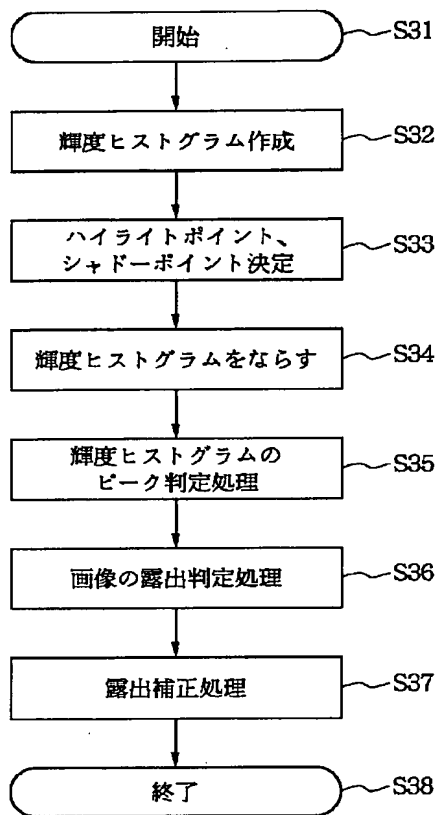 開始
S31
輝度ヒストグラム作成
S32
ハイライトポイント、
シャドーポイント決定
S33
輝度ヒストグラムをならす
S34
輝度ヒストグラムの
ピーク判定処理
S35
画像の露出判定処理
S36
露出補正処理
S37
終了
S38